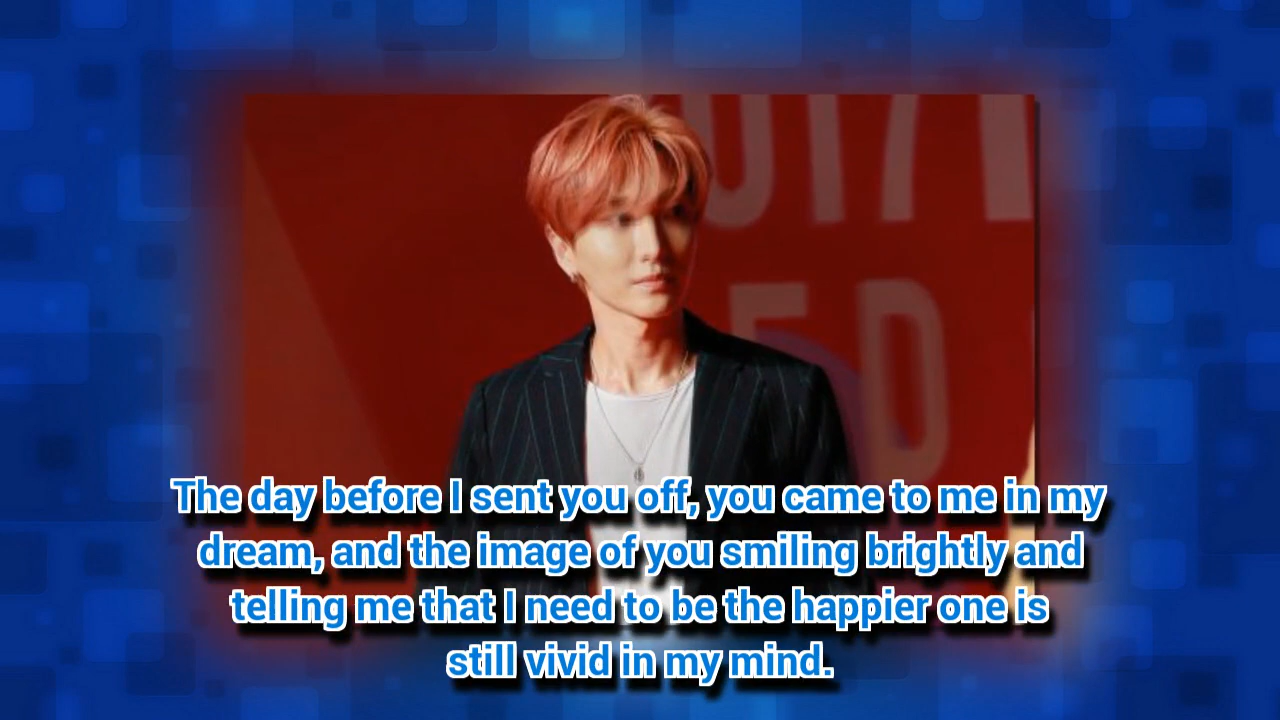 The day before I sent you off, you came to me in my
dream, and the image of you smiling brightly and
telling me that I need to be the happier one is
still vivid in my mind.